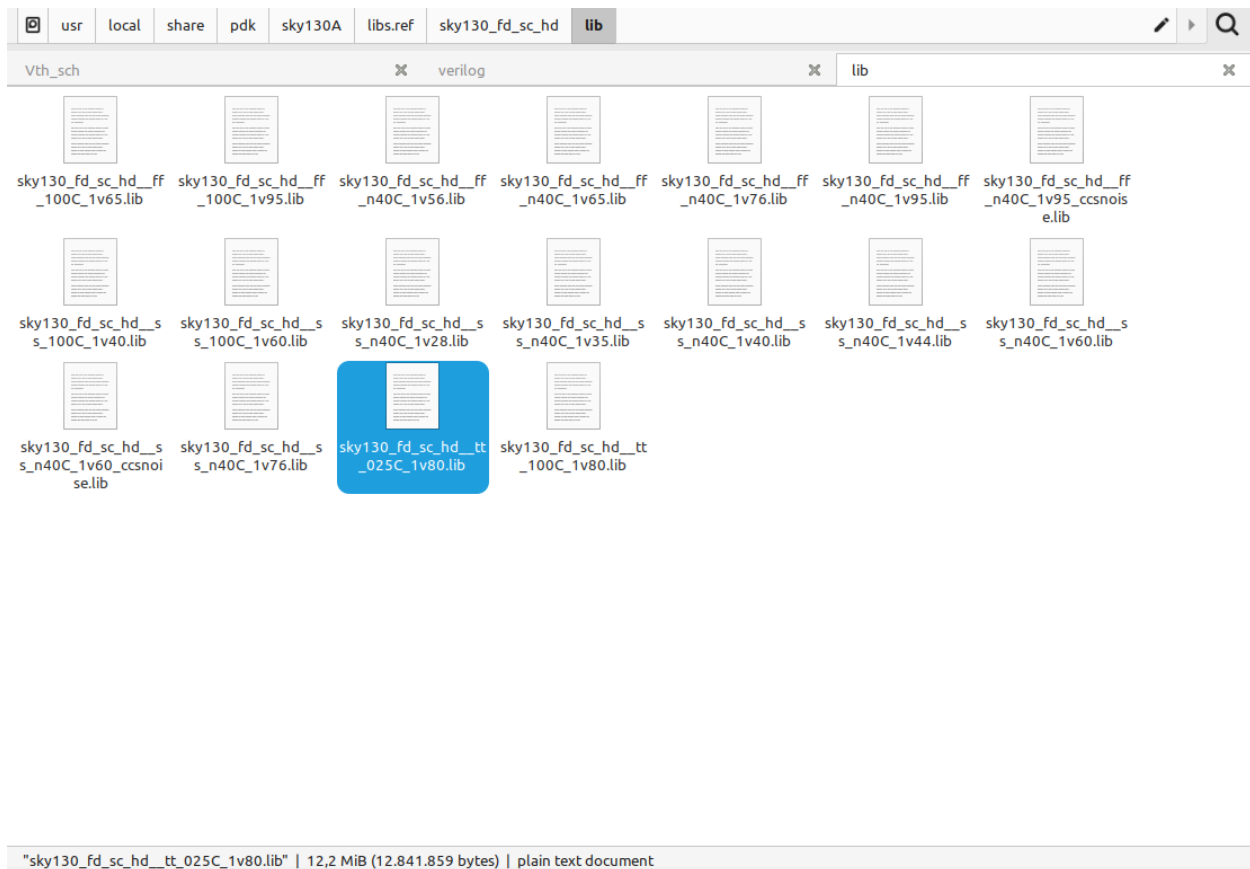 usr local share pdk sky130A libs.ref sky130_fd_sc_hd lib
Vth_sch verilog lib
sky130_fd_sc_hd__ff
_100C_1v65.lib
sky130_fd_sc_hd__ff
_100C_1v95.lib
sky130_fd_sc_hd__ff
_n40C_1v56.lib
sky130_fd_sc_hd__ff
_n40C_1v65.lib
sky130_fd_sc_hd__ff
_n40C_1v76.lib
sky130_fd_sc_hd__ff
_n40C_1v95.lib
sky130_fd_sc_hd__ff
_n40C_1v95_ccsnois
e.lib
sky130_fd_sc_hd__s
s_100C_1v40.lib
sky130_fd_sc_hd__s
s_100C_1v60.lib
sky130_fd_sc_hd__s
s_n40C_1v28.lib
sky130_fd_sc_hd__s
s_n40C_1v35.lib
sky130_fd_sc_hd__s
s_n40C_1v40.lib
sky130_fd_sc_hd__s
s_n40C_1v44.lib
sky130_fd_sc_hd__s
s_n40C_1v60.lib
sky130_fd_sc_hd__s
s_n40C_1v60_ccsnoi
se.lib
sky130_fd_sc_hd__s
s_n40C_1v76.lib
sky130_fd_sc_hd__tt
_025C_1v80.lib
sky130_fd_sc_hd__tt
_100C_1v80.lib
"sky130_fd_sc_hd__tt_025C_1v80.lib" | 12,2 MiB (12.841.859 bytes) | plain text document